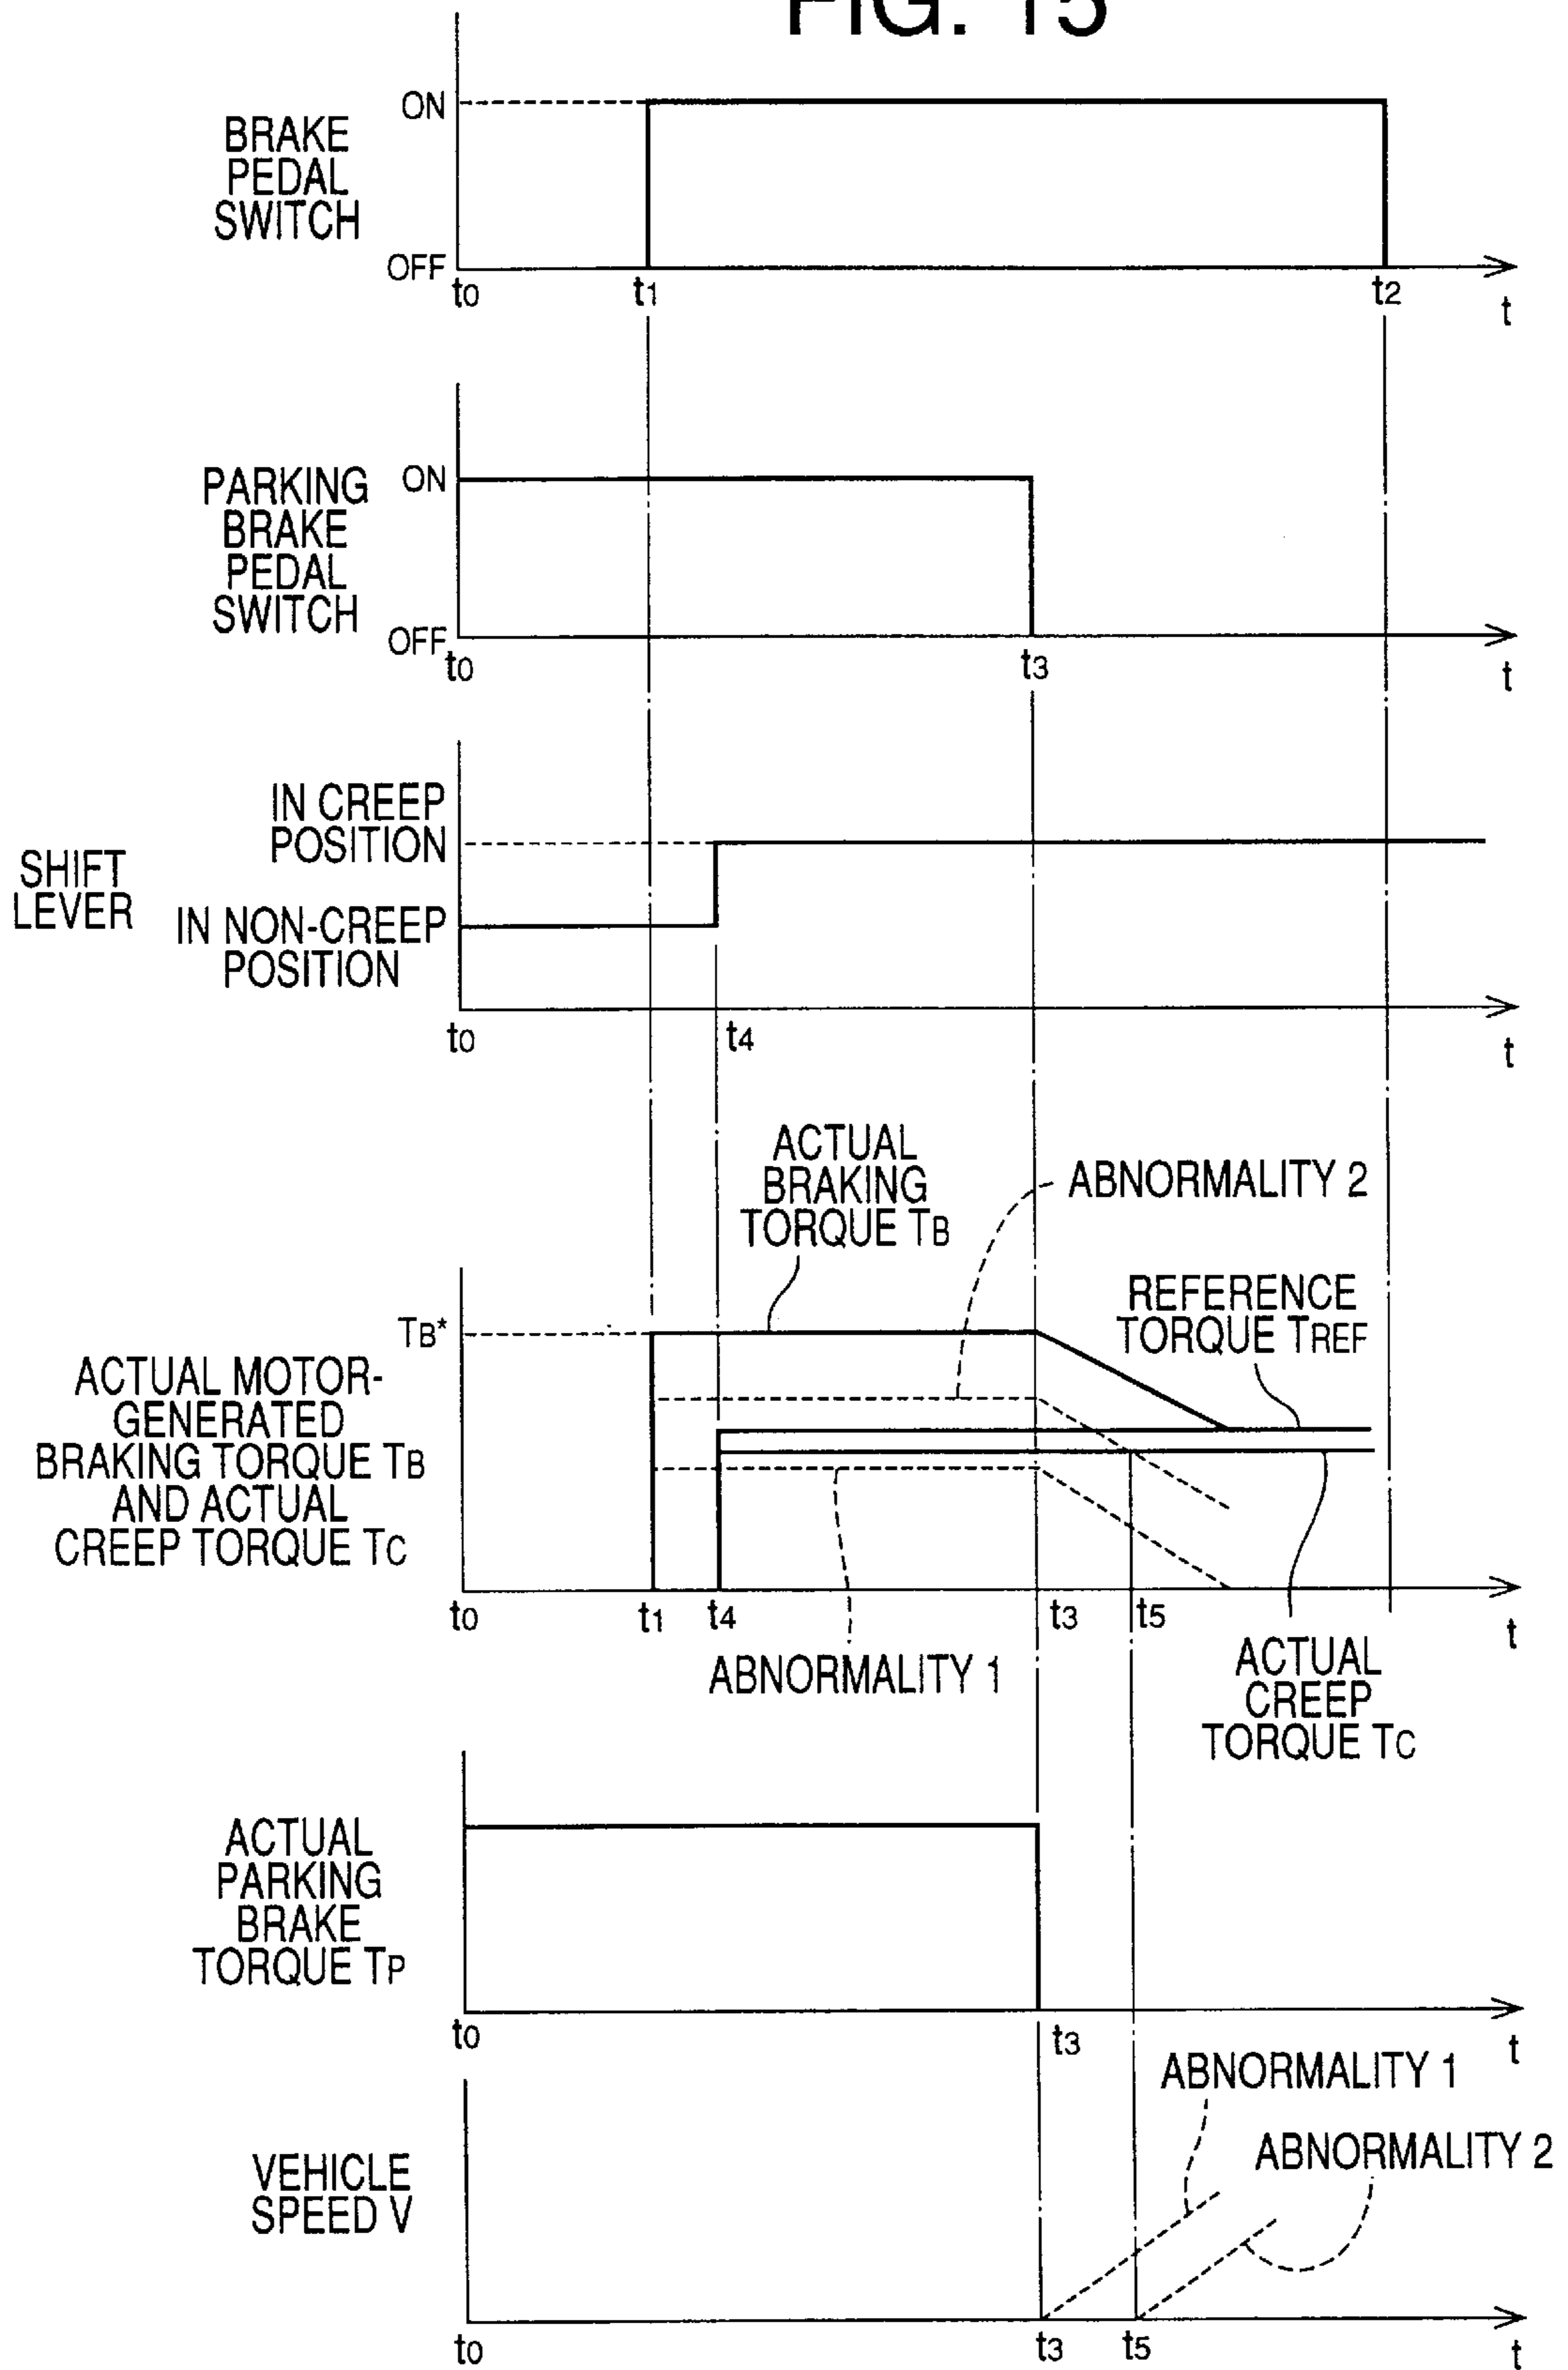 FIG. 15
ON
BRAKE
PEDAL
SWITCH
OFF
t0
t1
t2
t
PARKING
BRAKE
PEDAL
SWITCH
ON
OFF
t0
t3
t
IN CREEP
POSITION
SHIFT
LEVER
IN NON-CREEP
POSITION
t0
t4
t
ACTUAL
BRAKING
TORQUE TB
ABNORMALITY 2
REFERENCE
TORQUE TREF
TB*
ACTUAL MOTOR-
GENERATED
BRAKING TORQUE TB
AND ACTUAL
CREEP TORQUE TC
t0
t1
t4
t3
t5
t
ABNORMALITY 1
ACTUAL
CREEP
TORQUE TC
ACTUAL
PARKING
BRAKE
TORQUE TP
t0
t3
t
ABNORMALITY 1
ABNORMALITY 2
VEHICLE
SPEED V
t0
t3
t5
t